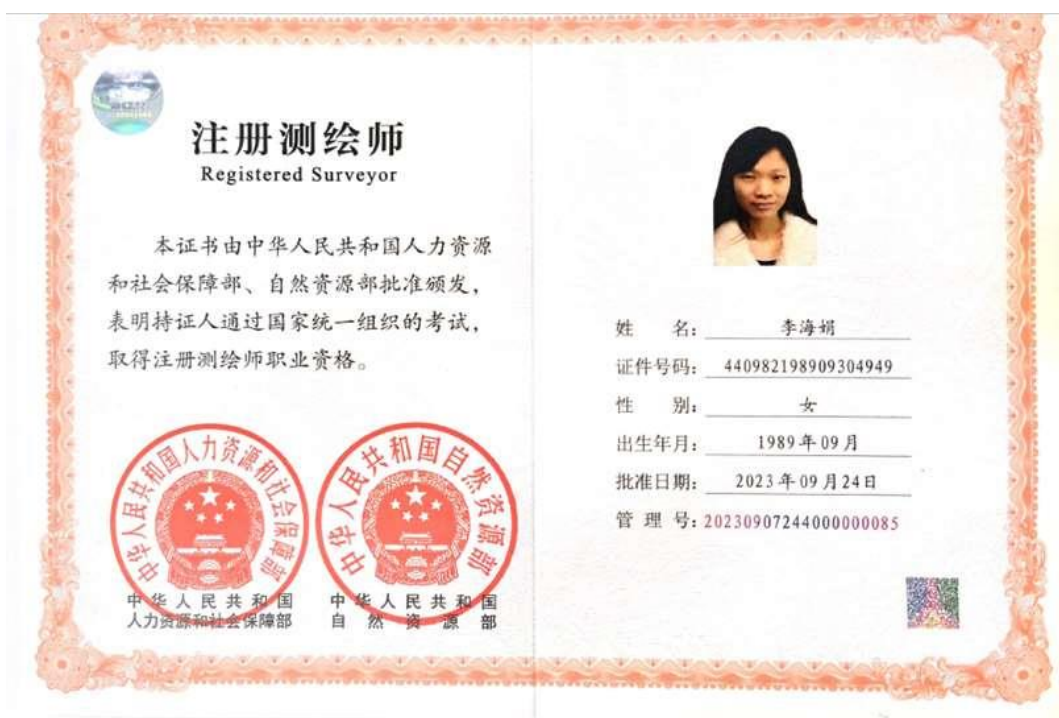 注册测绘师
Registered Surveyor
本证书由中华人民共和国人力资源
和社会保障部、自然资源部批准颁发，
表明持证人通过国家统一组织的考试，
取得注册测绘师职业资格。
中华人民共和国人力资源和社会保障部
中华人民共和国自然资源部
中华人民共和国
人力资源和社会保障部
中华人民共和国
自然资源部
姓 名：李海娟
证件号码：440982198909304949
性 别：女
出生年月：1989年09月
批准日期：2023年09月24日
管 理 号：20230907244000000085